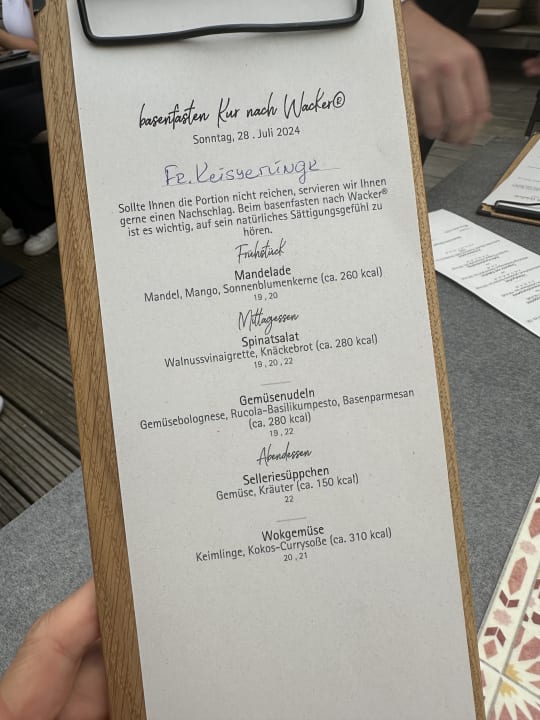 basenfasten Kur nach Wacker®
Sonntag, 28 . Juli 2024
Fr.
Sollte Ihnen die Portion nicht reichen, servieren wir Ihnen
gerne einen Nachschlag. Beim basenfasten nach Wacker®
ist es wichtig, auf sein natürliches Sättigungsgefühl zu
hören.
Frühstück
Mandelade
Mandel, Mango, Sonnenblumenkerne (ca. 260 kcal)
19 , 20
Mittagessen
Spinatsalat
Walnussvinaigrette, Knäckebrot (ca. 280 kcal)
19 , 20 , 22
Gemüsenudeln
Gemüsebolognese, Rucola-Basilikumpesto, Basenparmesan
(ca. 280 kcal)
19 , 22
Abendessen
Selleriesüppchen
Gemüse, Kräuter (ca. 150 kcal)
22
Wokgemüse
Keimlinge, Kokos-Currysoße (ca. 310 kcal)
20 , 21